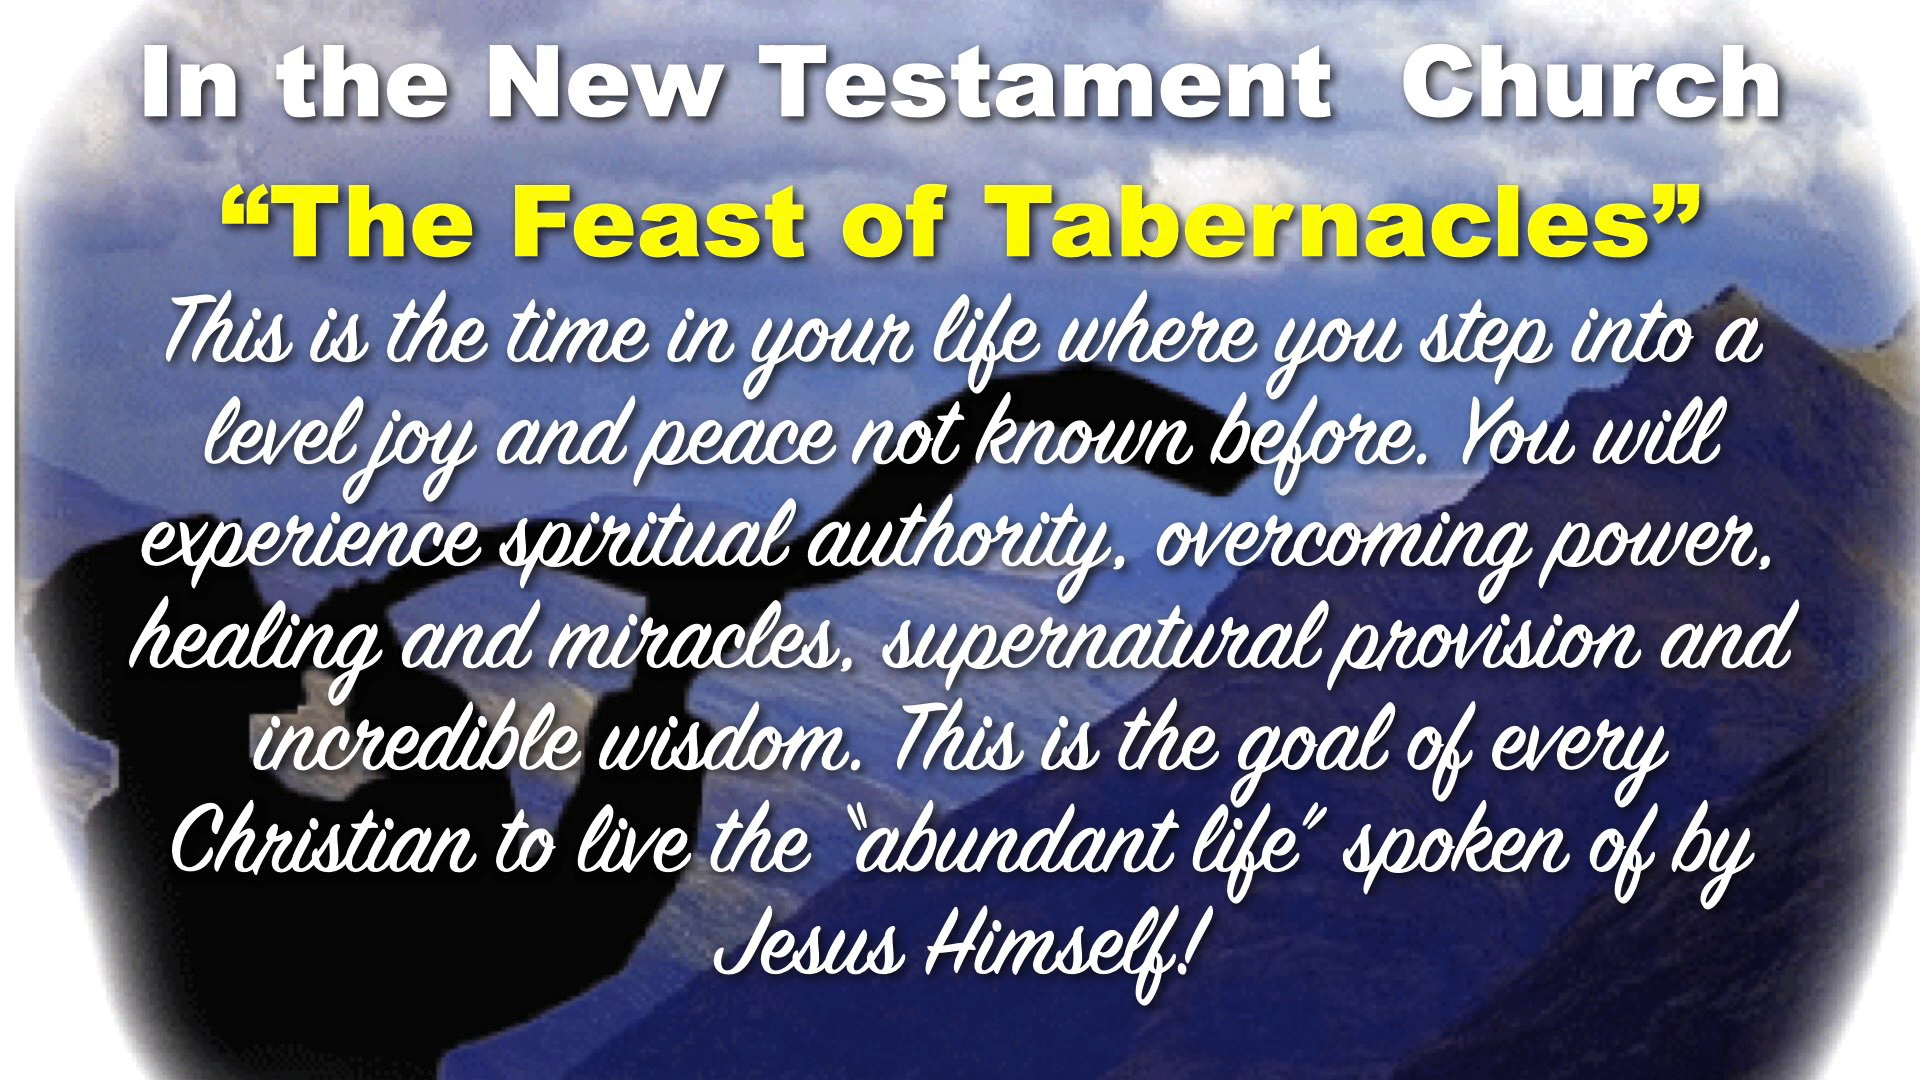 In the New Testament  Church
“The Feast of Tabernacles”
This is the time in your life where you step into a
level joy and peace not known before. You will
experience spiritual authority, overcoming power,
healing and miracles, supernatural provision and
incredible wisdom. This is the goal of every
Christian to live the “abundant life” spoken of by
Jesus Himself!